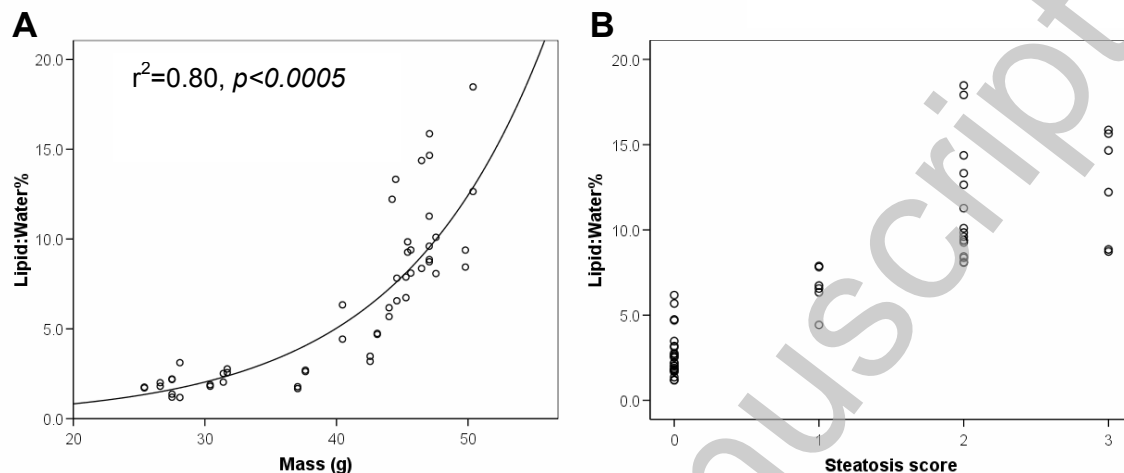 A
r²=0.80, p<0.0005
20.0
15.0
10.0
5.0
0.0
Lipid:Water%
20
30
40
50
Mass (g)
B
20.0
15.0
10.0
5.0
0.0
Lipid:Water%
0
1
2
3
Steatosis score
nuscript